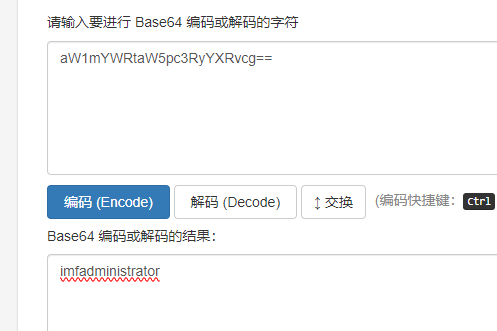 请输入要进行 Base64 编码或解码的字符
aW1mYWRtaW5pc3RyYXRvcg==
编码 (Encode) 解码 (Decode) ↕ 交换 (编码快捷键： Ctrl
Base64 编码或解码的结果：
imfadministrator